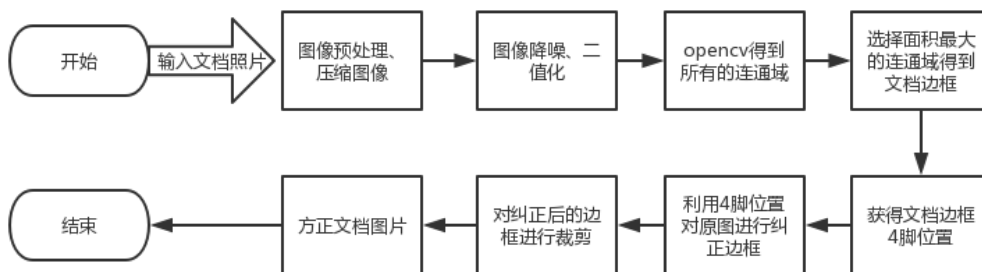 开始
输入文档照片
图像预处理、
压缩图像
图像降噪、二
值化
opencv得到
所有的连通域
选择面积最大
的连通域得到
文档边框
获得文档边框
4脚位置
利用4脚位置
对原图进行纠
正边框
对纠正后的边
框进行裁剪
方正文档图片
结束